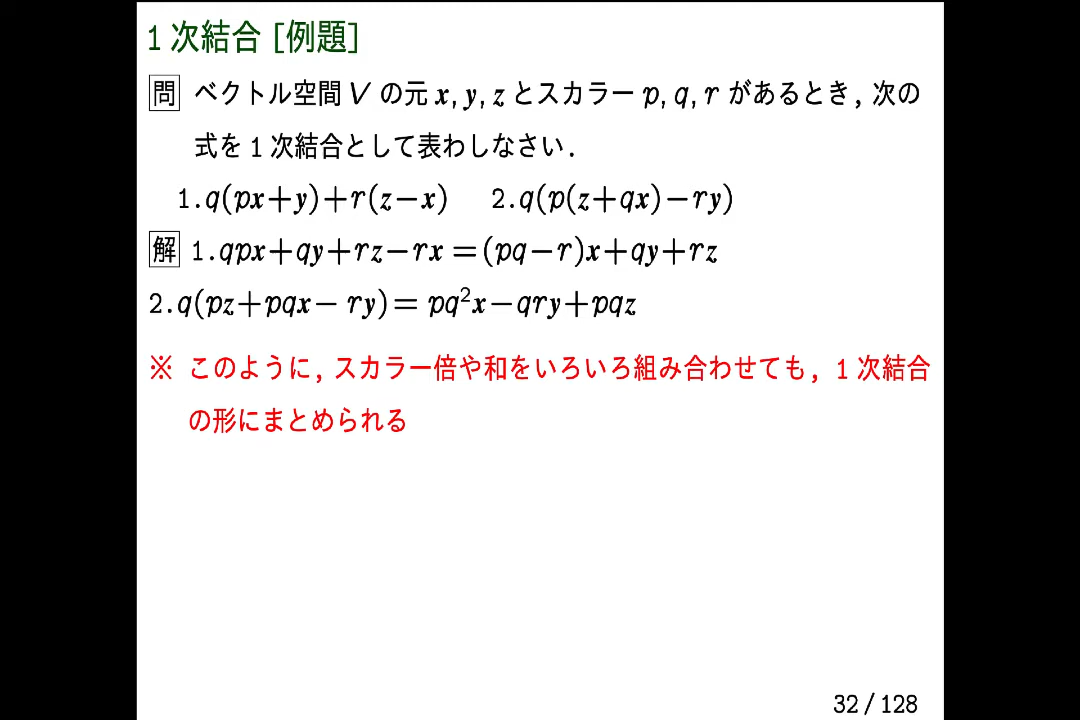 1次結合 [例題]
問 ベクトル空間 V の元 x, y, z とスカラー p, q, r があるとき, 次の
式を 1 次結合として表わしなさい.
1.q(px+y)+r(z−x) 2.q(p(z+qx)−ry)
解 1.qpx+qy+rz−rx=(pq−r)x+qy+rz
2.q(pz+pqx− ry)= pq²x−qry+pqz
※ このように, スカラー倍や和をいろいろ組み合わせても, 1 次結合
の形にまとめられる
32 / 128